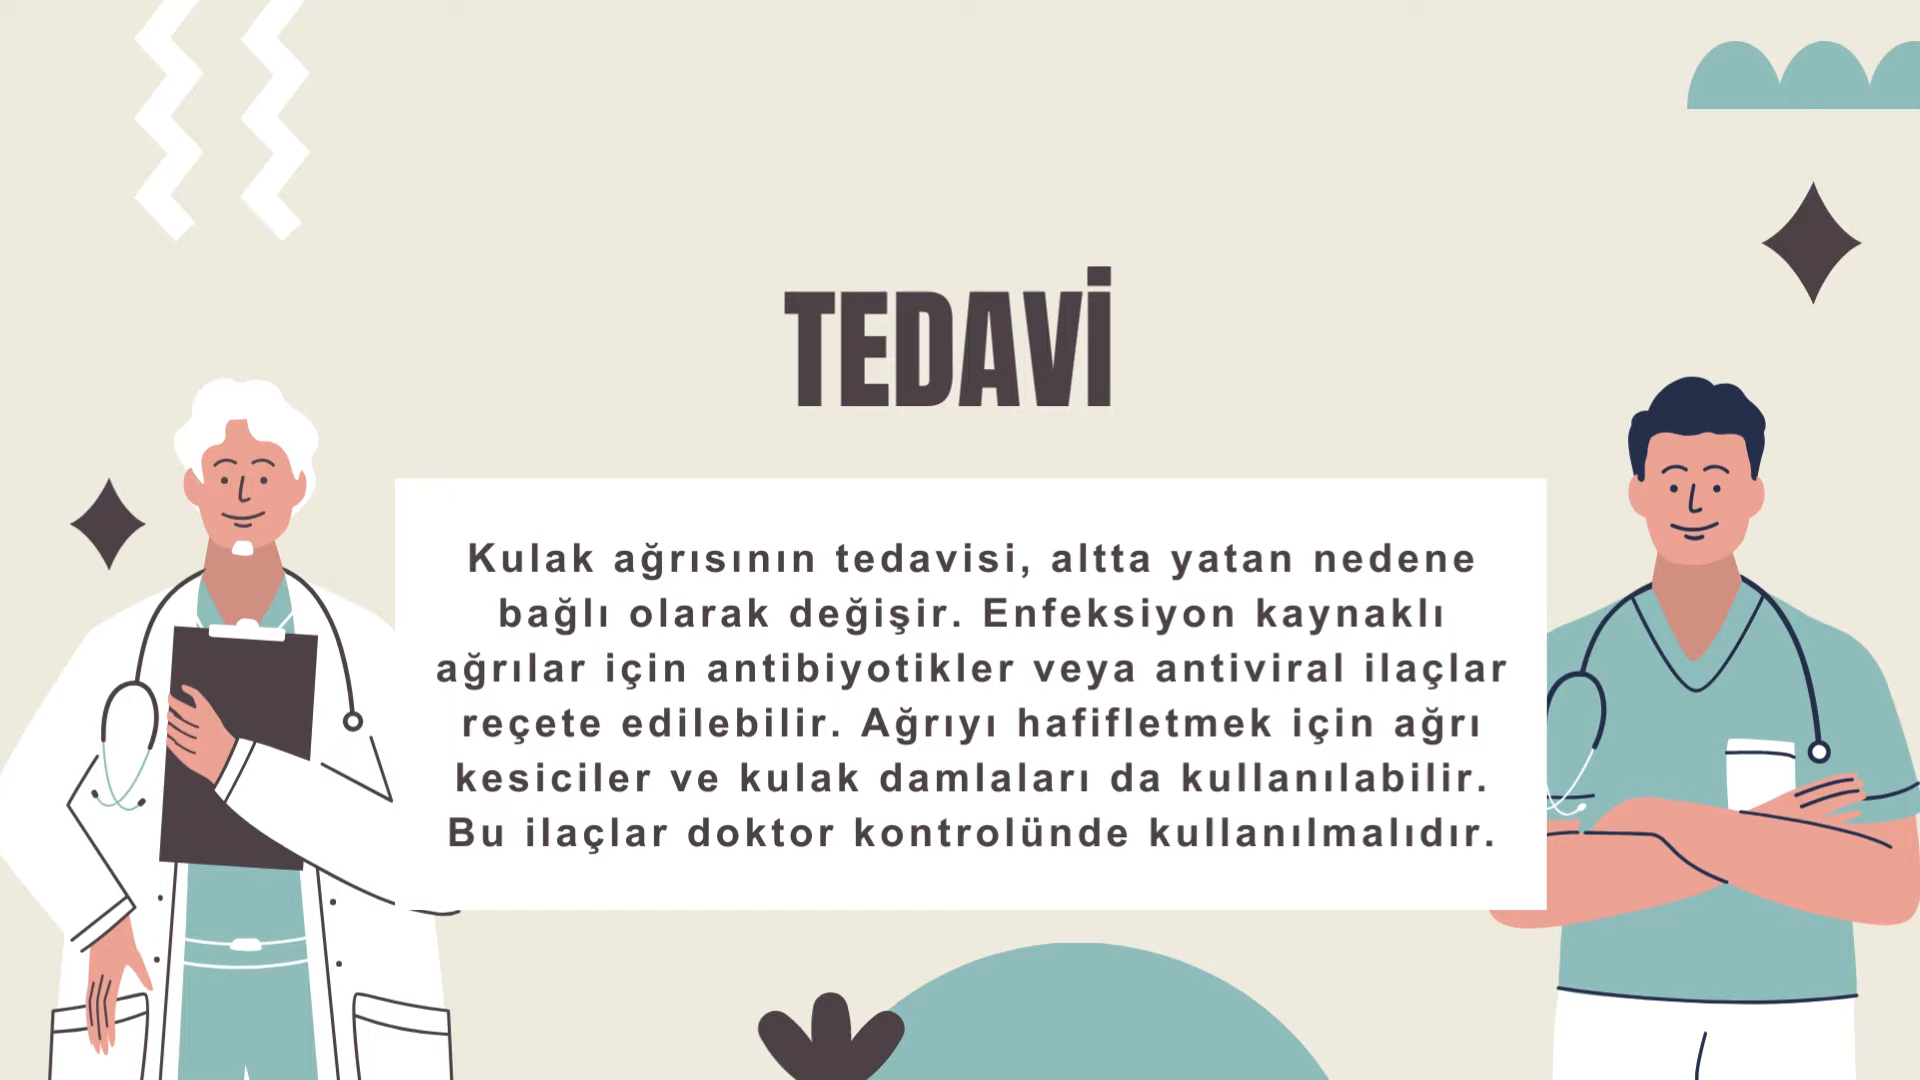 TEDAVİ
Kulak ağrısının tedavisi, altta yatan nedene
bağlı olarak değişir. Enfeksiyon kaynaklı
ağrılar için antibiyotikler veya antiviral ilaçlar
reçete edilebilir. Ağrıyı hafifletmek için ağrı
kesiciler ve kulak damlaları da kullanılabilir.
Bu ilaçlar doktor kontrolünde kullanılmalıdır.